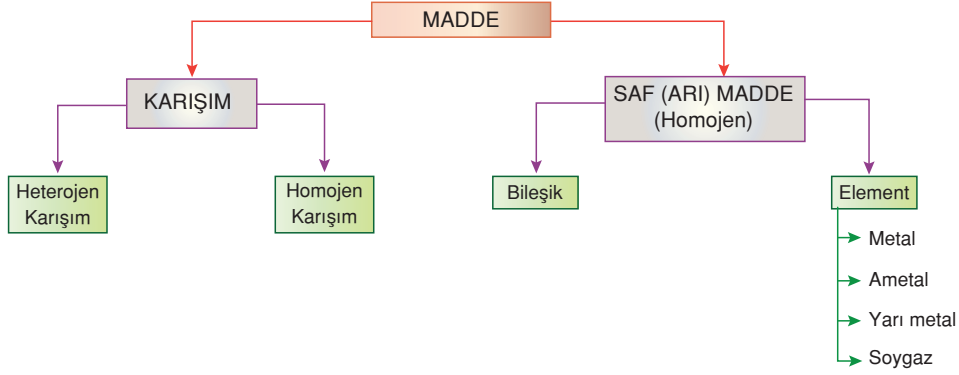 MADDE
KARIŞIM
SAF (ARI) MADDE
(Homojen)
Heterojen
Karışım
Homojen
Karışım
Bileşik
Element
Metal
Ametal
Yarı metal
Soygaz